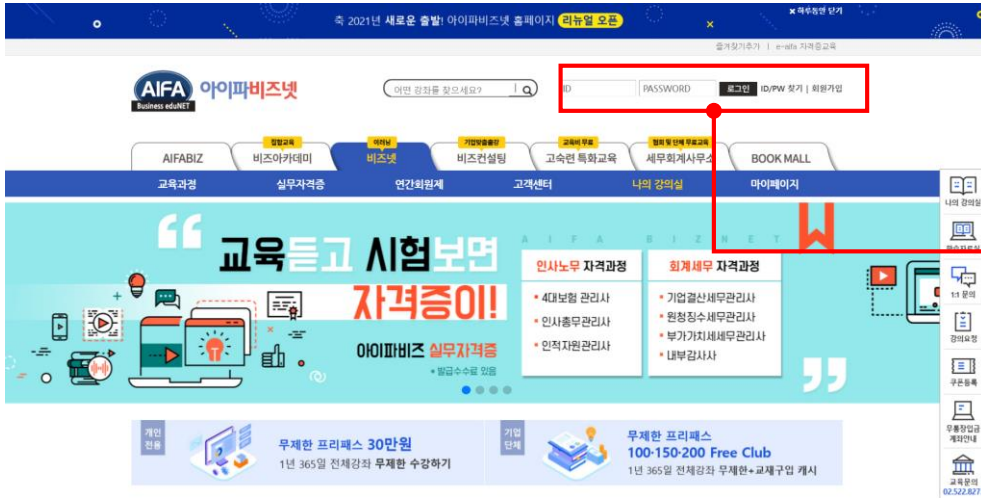 축 2021년 새로운 출발! 아이파비즈넷 홈페이지 리뉴얼 오픈
× 하루동안 닫기
즐겨찾기추가 | e-aifa 자격증교육
AIFA
Business eduNET
아이파비즈넷
어떤 강좌를 찾으세요?
ID
PASSWORD
로그인
ID/PW 찾기 | 회원가입
집합교육
이러닝
기업맞춤출강
교육비 무료
협회 및 단체 무료교육
AIFABIZ
비즈아카데미
비즈넷
비즈컨설팅
고숙련 특화교육
세무회계사무소
BOOK MALL
교육과정
실무자격증
연간회원제
고객센터
나의 강의실
마이페이지
교육듣고 시험보면
자격증이!
아이파비즈 실무자격증
• 발급수수료 있음
AIFA BIZNET
인사노무 자격과정
• 4대보험 관리사
• 인사총무관리사
• 인적자원관리사
회계세무 자격과정
• 기업결산세무관리사
• 원청징수세무관리사
• 부가가치세세무관리사
• 내부감사사
나의 강의실
학습자료실
1:1 문의
강의요청
쿠폰등록
무통장입금
계좌안내
교육문의
02.522.827
개인
전용
무제한 프리패스 30만원
1년 365일 전체강좌 무제한 수강하기
기업
단체
무제한 프리패스
100·150·200 Free Club
1년 365일 전체강좌 무제한+교재구입 캐시